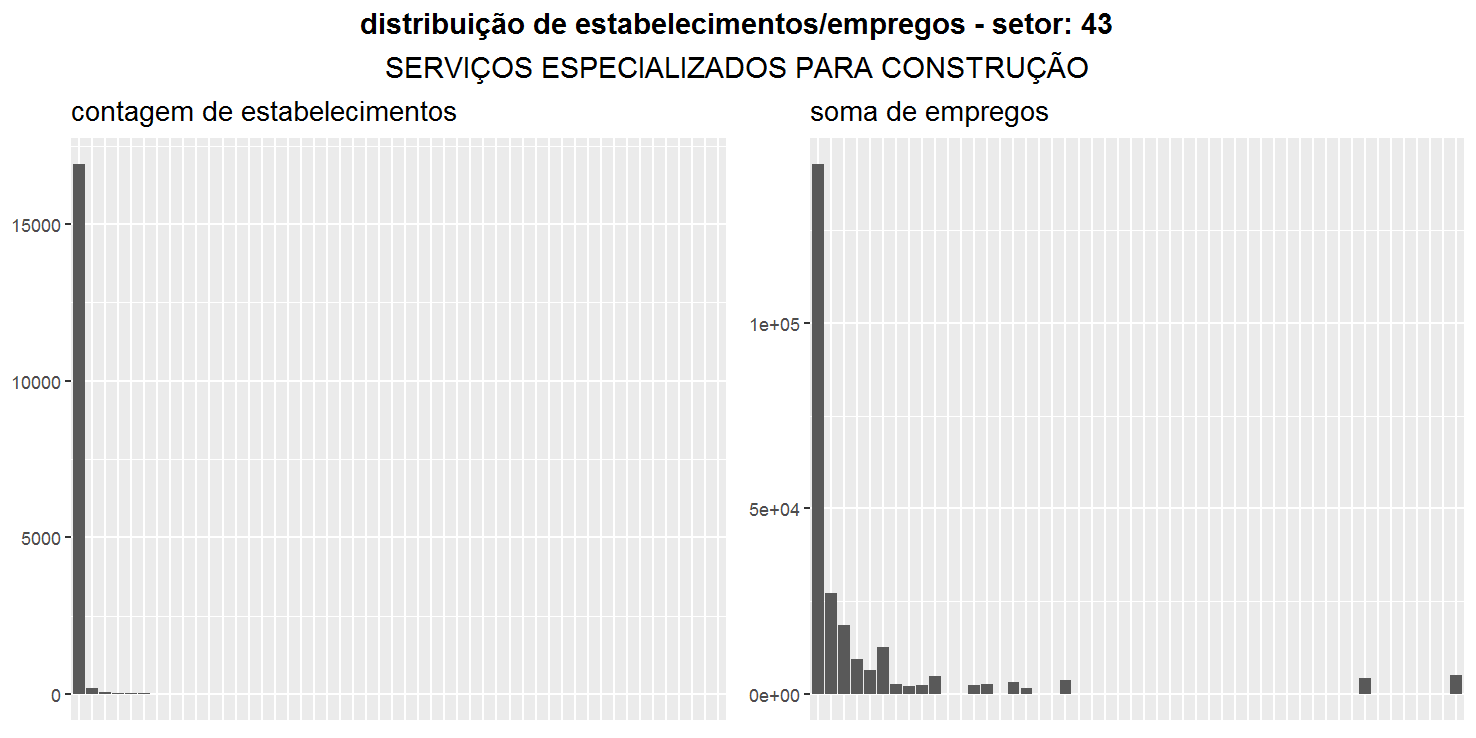 distribuição de estabelecimentos/empregos - setor: 43
SERVIÇOS ESPECIALIZADOS PARA CONSTRUÇÃO
contagem de estabelecimentos
soma de empregos
15000
10000
5000
0
1e+05
5e+04
0e+00